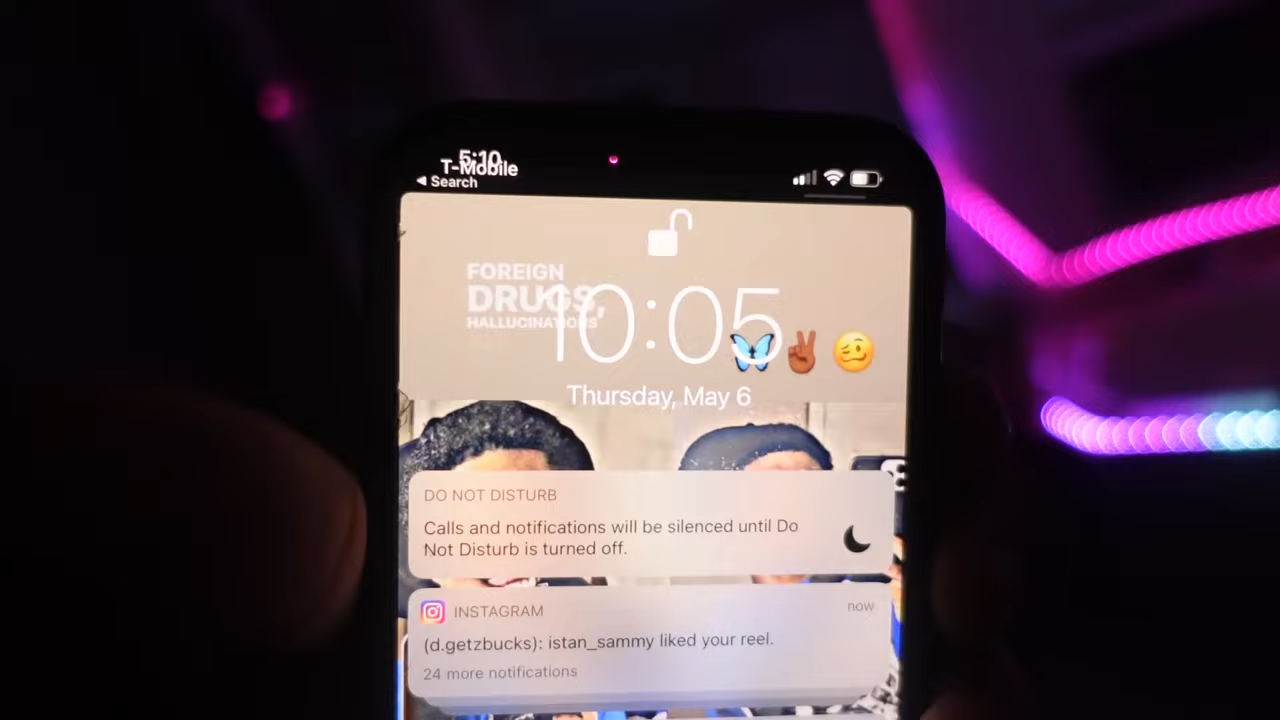 5:10
T-Mobile
◀ Search
FOREIGN
DRUGS,
HALLUCINATIONS
10:05
Thursday, May 6
DO NOT DISTURB
Calls and notifications will be silenced until Do
Not Disturb is turned off.
INSTAGRAM
now
(d.getzbucks): istan_sammy liked your reel.
24 more notifications